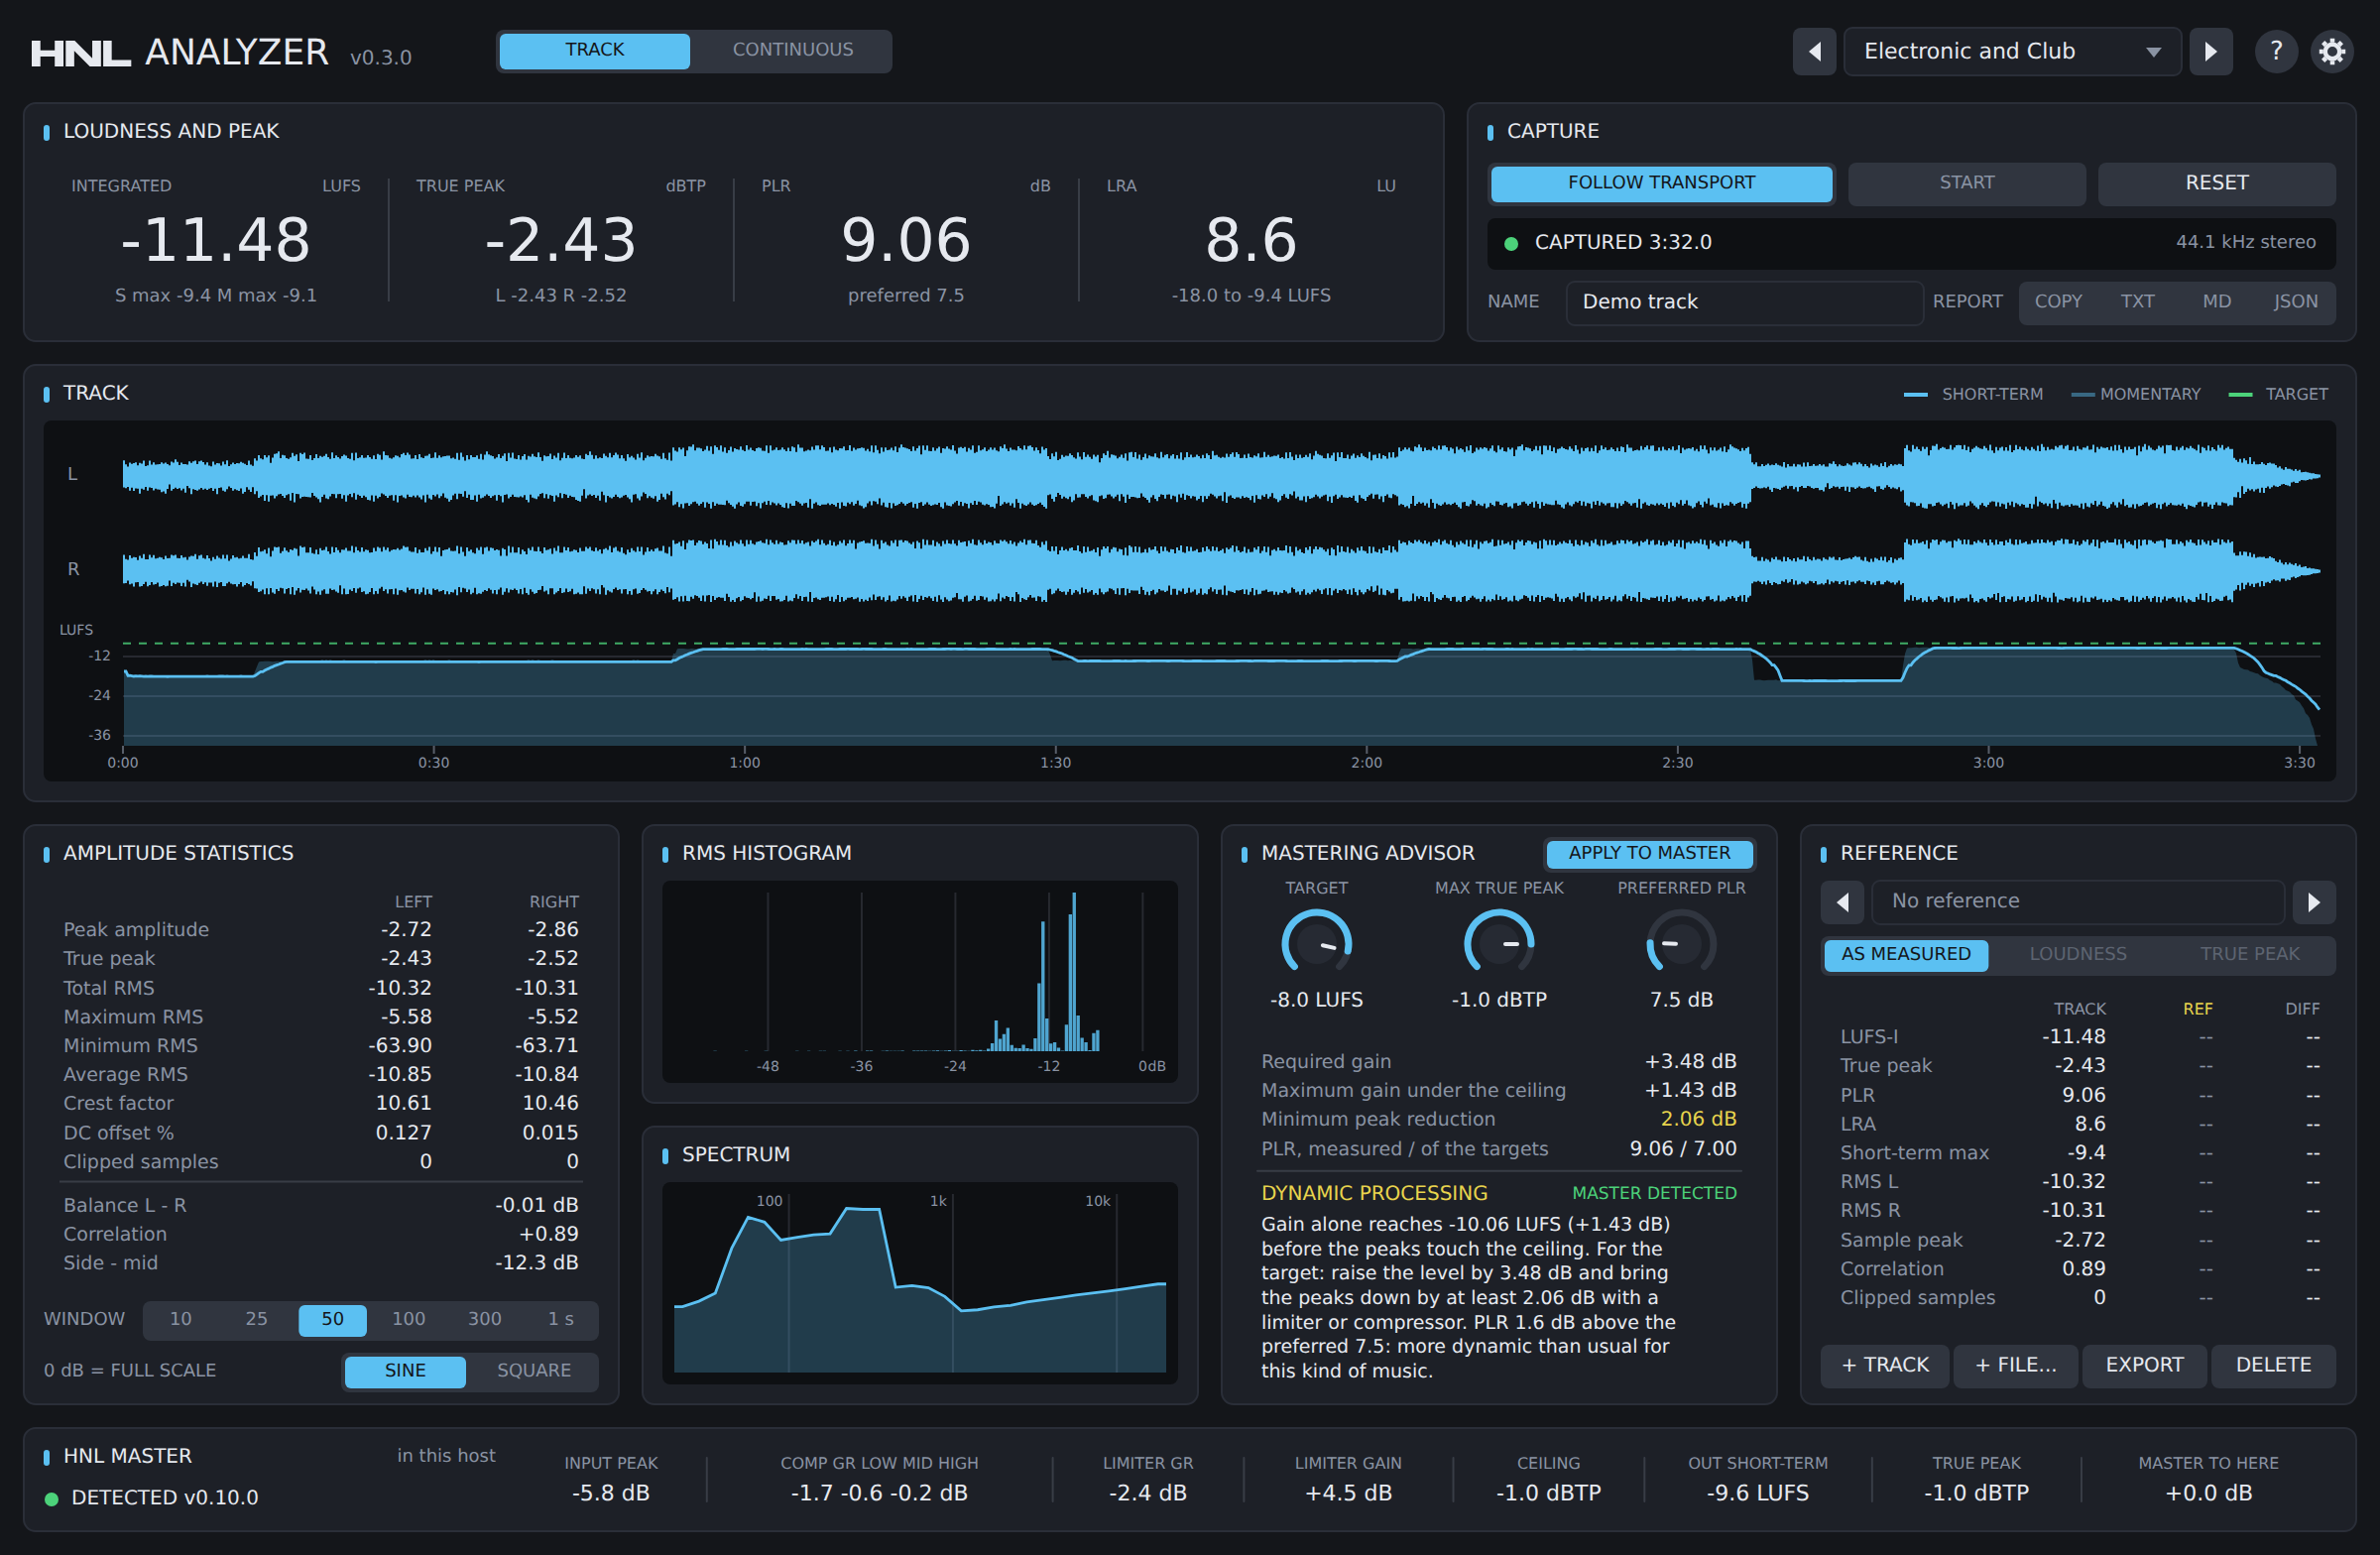 HNL ANALYZER v0.3.0
TRACK CONTINUOUS
Electronic and Club
?
LOUDNESS AND PEAK
INTEGRATED LUFS TRUE PEAK dBTP PLR dB LRA LU
-11.48 -2.43 9.06 8.6
S max -9.4 M max -9.1 L -2.43 R -2.52 preferred 7.5 -18.0 to -9.4 LUFS
CAPTURE
FOLLOW TRANSPORT START RESET
CAPTURED 3:32.0 44.1 kHz stereo
NAME Demo track REPORT COPY TXT MD JSON
TRACK SHORT-TERM MOMENTARY TARGET
L
R
LUFS
-12
-24
-36
0:00 0:30 1:00 1:30 2:00 2:30 3:00 3:30
AMPLITUDE STATISTICS
LEFT RIGHT
Peak amplitude -2.72 -2.86
True peak -2.43 -2.52
Total RMS -10.32 -10.31
Maximum RMS -5.58 -5.52
Minimum RMS -63.90 -63.71
Average RMS -10.85 -10.84
Crest factor 10.61 10.46
DC offset % 0.127 0.015
Clipped samples 0 0
Balance L - R -0.01 dB
Correlation +0.89
Side - mid -12.3 dB
WINDOW 10 25 50 100 300 1 s
0 dB = FULL SCALE SINE SQUARE
RMS HISTOGRAM
-48 -36 -24 -12 0dB
SPECTRUM
100 1k 10k
MASTERING ADVISOR APPLY TO MASTER
TARGET MAX TRUE PEAK PREFERRED PLR
-8.0 LUFS -1.0 dBTP 7.5 dB
Required gain +3.48 dB
Maximum gain under the ceiling +1.43 dB
Minimum peak reduction 2.06 dB
PLR, measured / of the targets 9.06 / 7.00
DYNAMIC PROCESSING MASTER DETECTED
Gain alone reaches -10.06 LUFS (+1.43 dB)
before the peaks touch the ceiling. For the
target: raise the level by 3.48 dB and bring
the peaks down by at least 2.06 dB with a
limiter or compressor. PLR 1.6 dB above the
preferred 7.5: more dynamic than usual for
this kind of music.
REFERENCE
No reference
AS MEASURED LOUDNESS TRUE PEAK
TRACK REF DIFF
LUFS-I -11.48 -- --
True peak -2.43 -- --
PLR 9.06 -- --
LRA 8.6 -- --
Short-term max -9.4 -- --
RMS L -10.32 -- --
RMS R -10.31 -- --
Sample peak -2.72 -- --
Correlation 0.89 -- --
Clipped samples 0 -- --
+ TRACK + FILE... EXPORT DELETE
HNL MASTER in this host
DETECTED v0.10.0
INPUT PEAK COMP GR LOW MID HIGH LIMITER GR LIMITER GAIN CEILING OUT SHORT-TERM TRUE PEAK MASTER TO HERE
-5.8 dB -1.7 -0.6 -0.2 dB -2.4 dB +4.5 dB -1.0 dBTP -9.6 LUFS -1.0 dBTP +0.0 dB